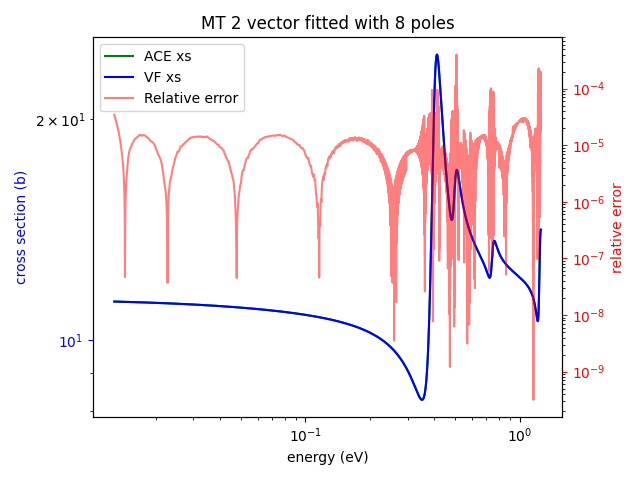 MT 2 vector fitted with 8 poles
ACE xs
VF xs
Relative error
2 × 10¹
10¹
cross section (b)
10⁻⁴
10⁻⁵
10⁻⁶
10⁻⁷
10⁻⁸
10⁻⁹
relative error
10⁻¹
10⁰
energy (eV)